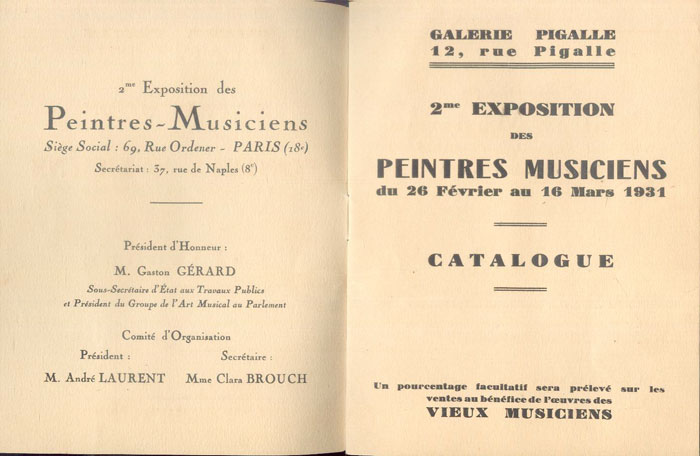 2me Exposition des
Peintres-Musiciens
Siège Social : 69, Rue Ordener - PARIS (18e)
Secrétariat : 37, rue de Naples (8e)
Président d'Honneur :
M. Gaston GÉRARD
Sous-Secrétaire d'État aux Travaux Publics
et Président du Groupe de l'Art Musical au Parlement
Comité d'Organisation
Président : Secrétaire :
M. André LAURENT Mme Clara BROUCH
GALERIE PIGALLE
12, rue Pigalle
2me EXPOSITION
DES
PEINTRES MUSICIENS
du 26 Février au 16 Mars 1931
CATALOGUE
Un pourcentage facultatif sera prélevé sur les
ventes au bénéfice de l'œuvres des
VIEUX MUSICIENS